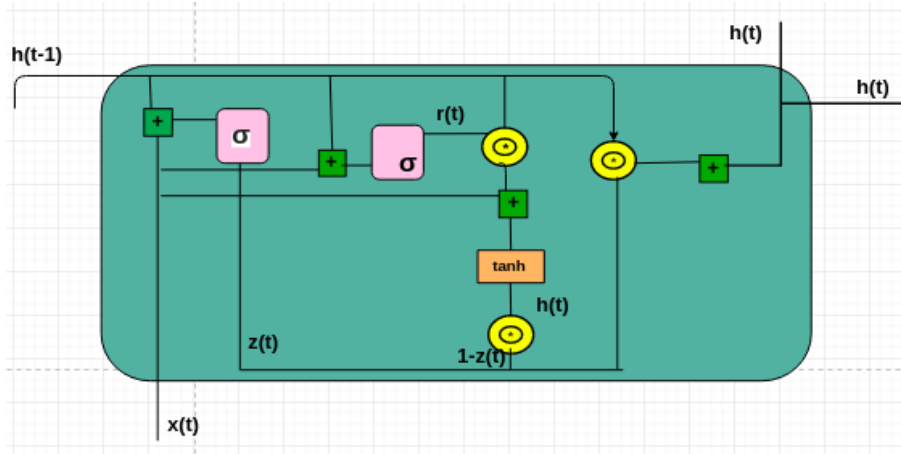 h(t)
h(t-1)
h(t)
r(t)
+
σ
+
σ
*
*
+
+
tanh
h(t)
*
z(t)
1-z(t)
x(t)